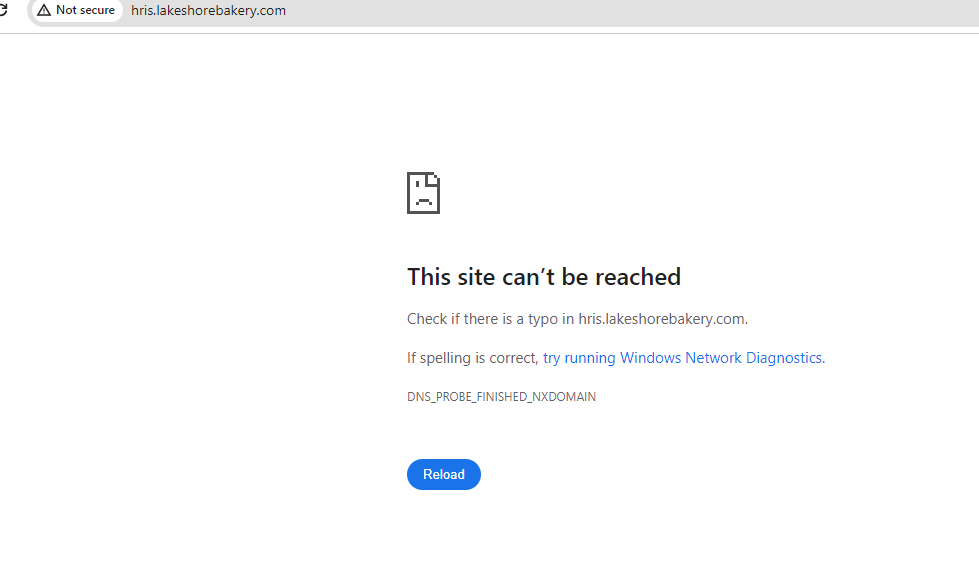 Not secure hris.lakeshorebakery.com
This site can’t be reached
Check if there is a typo in hris.lakeshorebakery.com.
If spelling is correct, try running Windows Network Diagnostics.
DNS_PROBE_FINISHED_NXDOMAIN
Reload